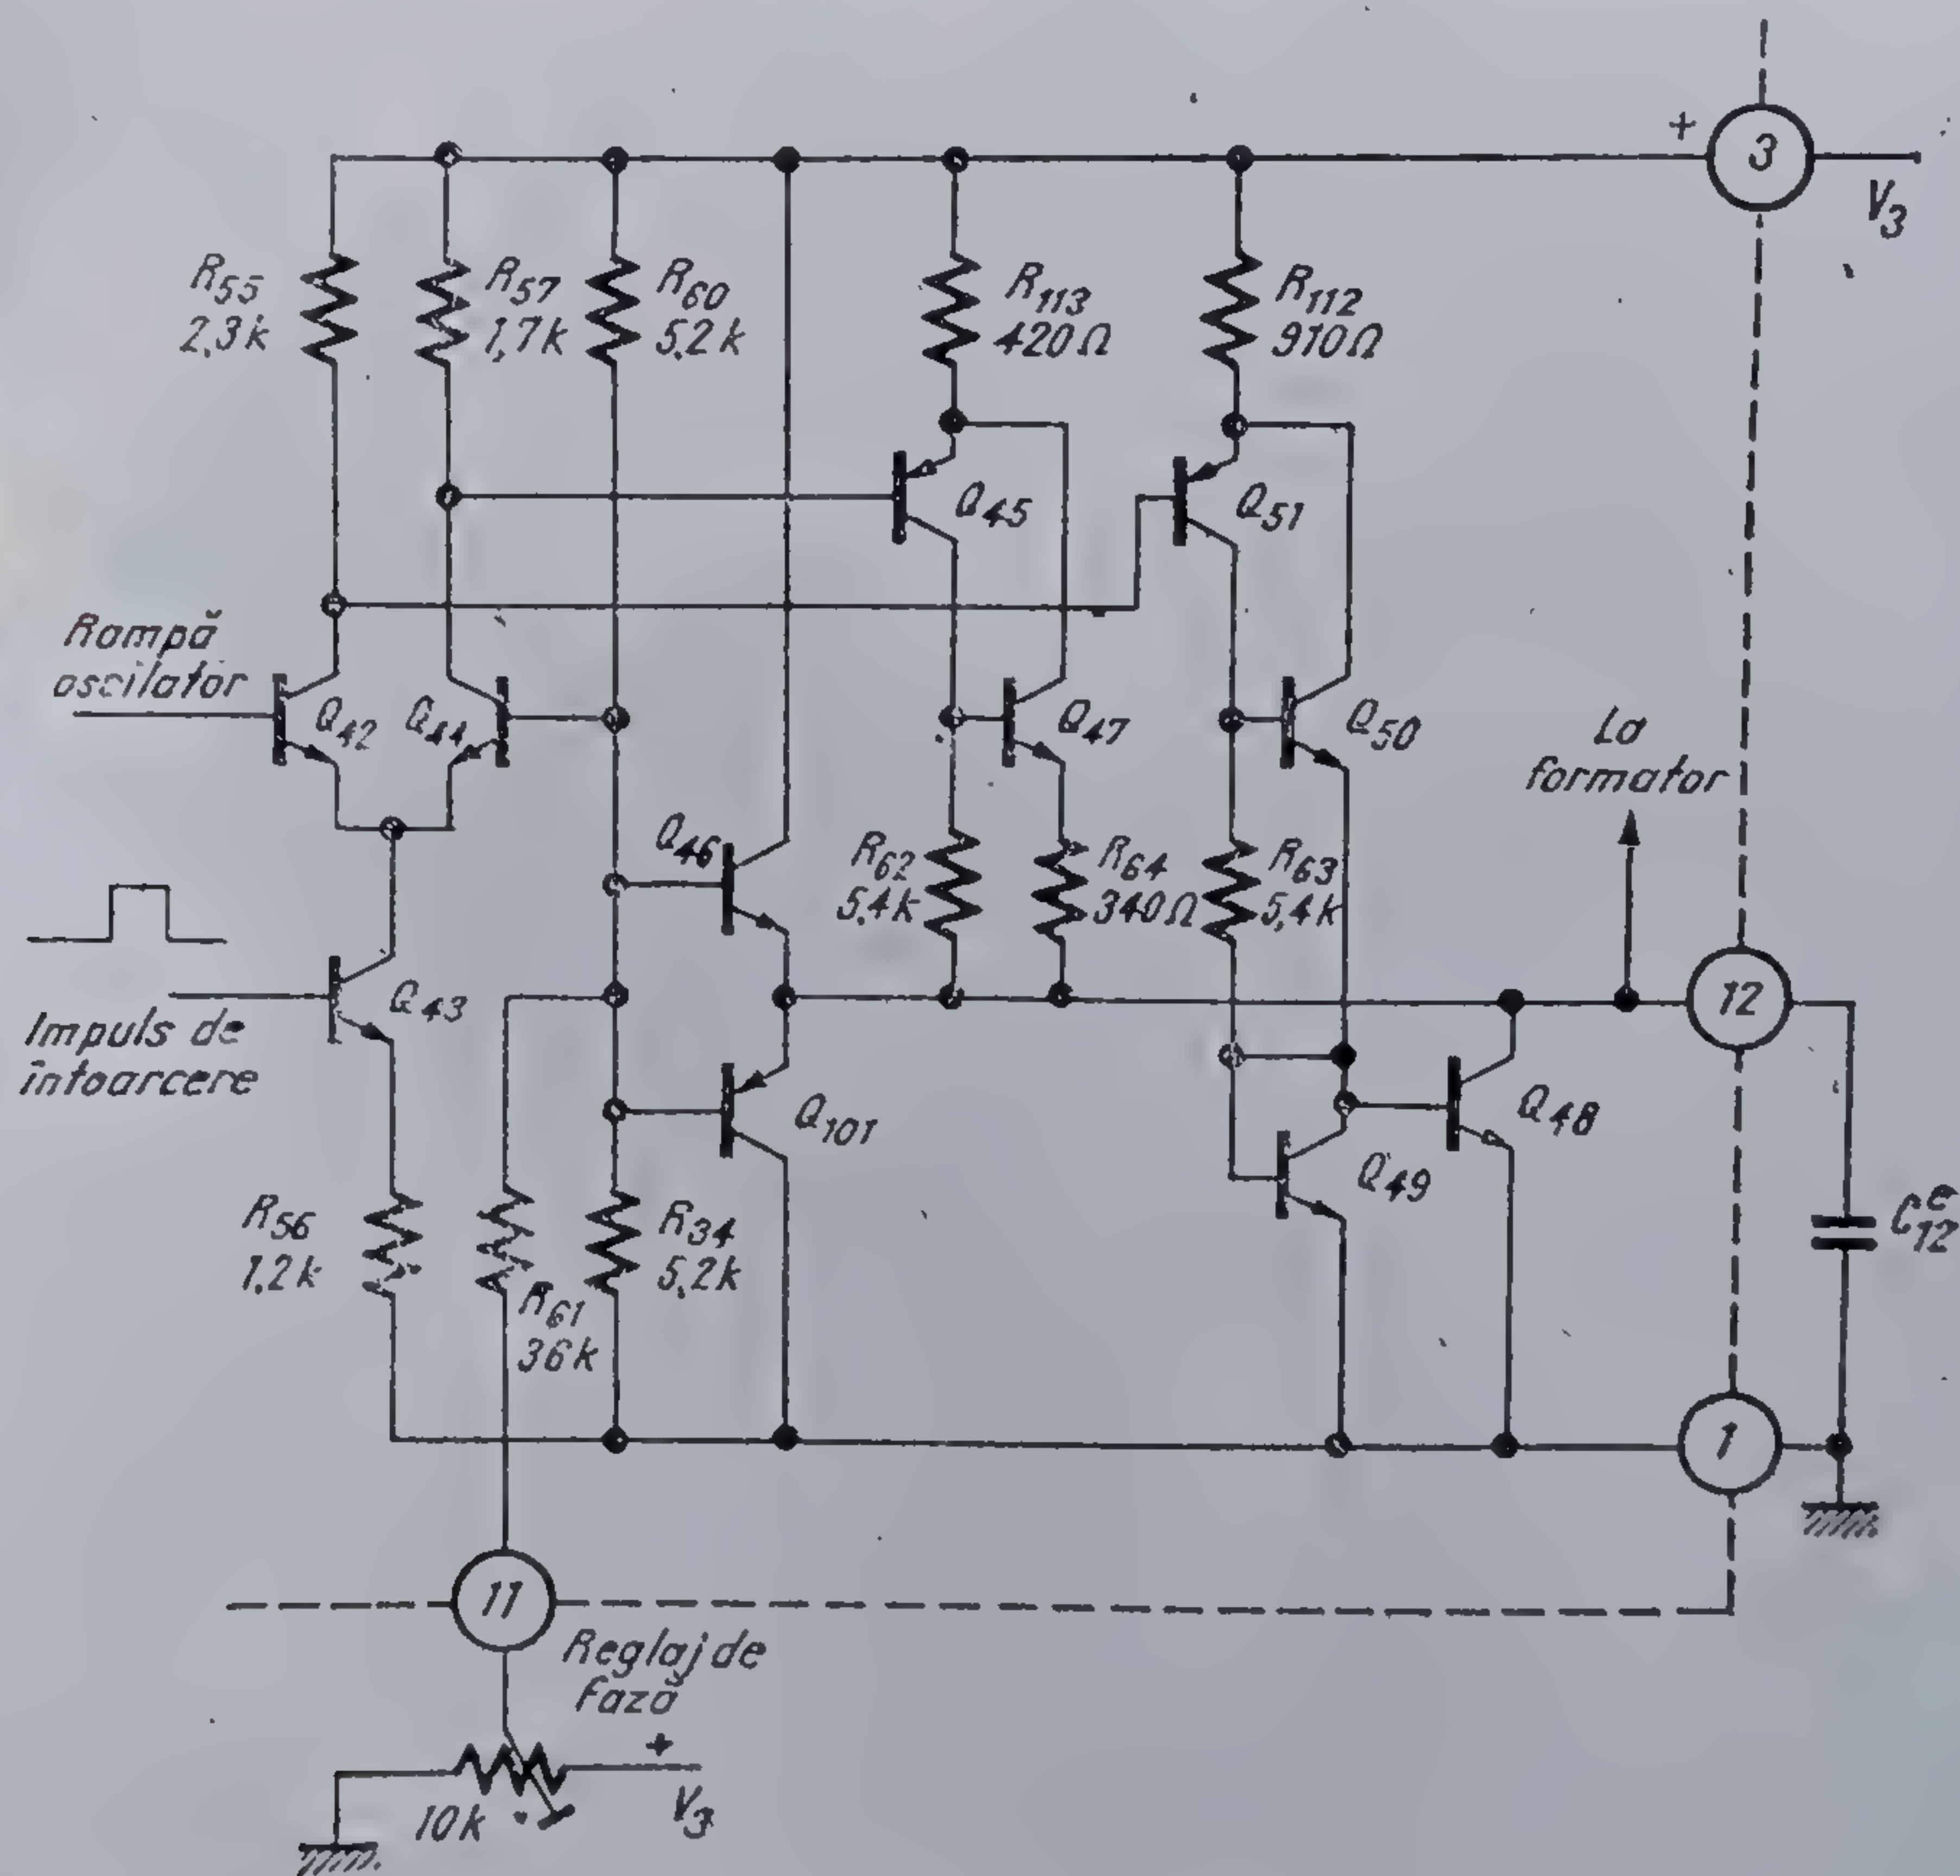 +
3
V3
R55
2,3k
R57
1,7k
R60
5,2k
R113
420Ω
R112
910Ω
Q45
Q51
Rampă
oscilator
Q42
Q44
Q47
Q50
La
formator
Q46
R62
5,4k
R64
340Ω
R63
5,4k
12
Q43
Impuls de
întoarcere
Q101
Q48
Q49
R56
1,2k
R61
36k
R34
5,2k
C12e
1
11
Reglaj de
fază
+
10k
V3